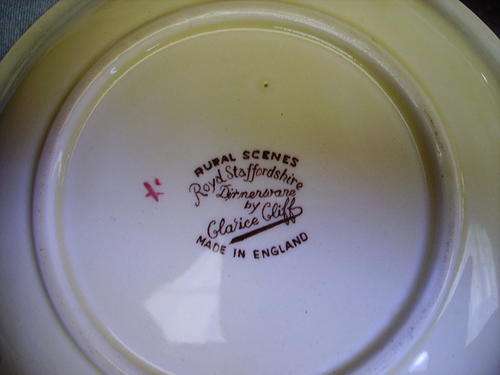 RURAL SCENES
Royal Staffordshire
Dinnerware
by
Clarice Cliff
MADE IN ENGLAND